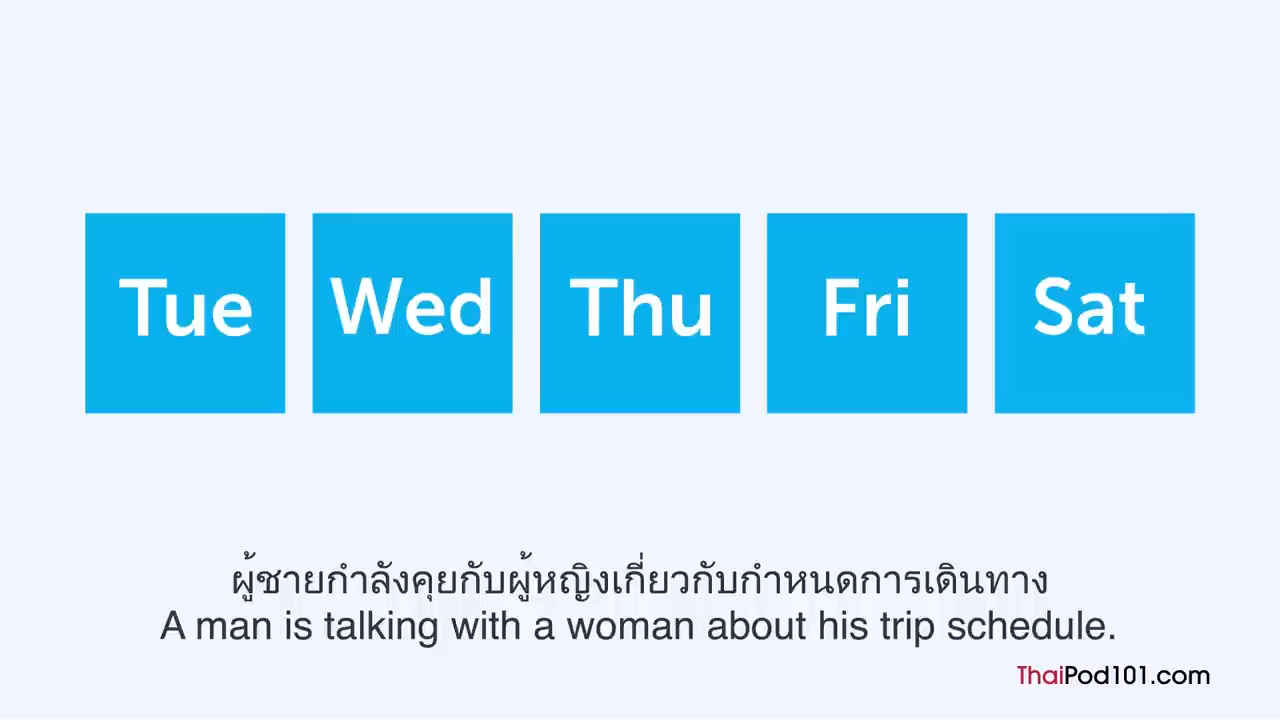 Tue Wed Thu Fri Sat
ผู้ชายกำลังคุยกับผู้หญิงเกี่ยวกับกำหนดการเดินทาง
A man is talking with a woman about his trip schedule.
ThaiPod101.com